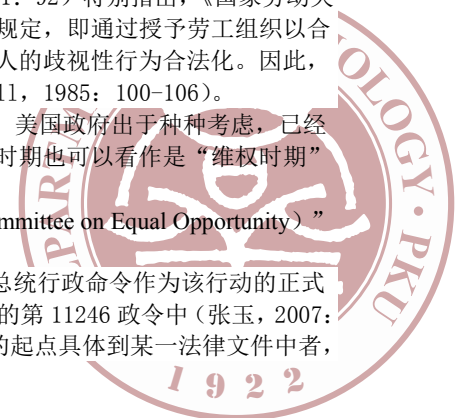 1：92）特别指出，《国家劳动关
规定，即通过授予劳工组织以合
人的歧视性行为合法化。因此，
ll，1985：100-106）。
美国政府出于种种考虑，已经
时期也可以看作是“维权时期”
mmittee on Equal Opportunity）”
总统行政命令作为该行动的正式
的第 11246 政令中（张玉，2007：
的起点具体到某一法律文件中者，
OLOGY · PKU
1922